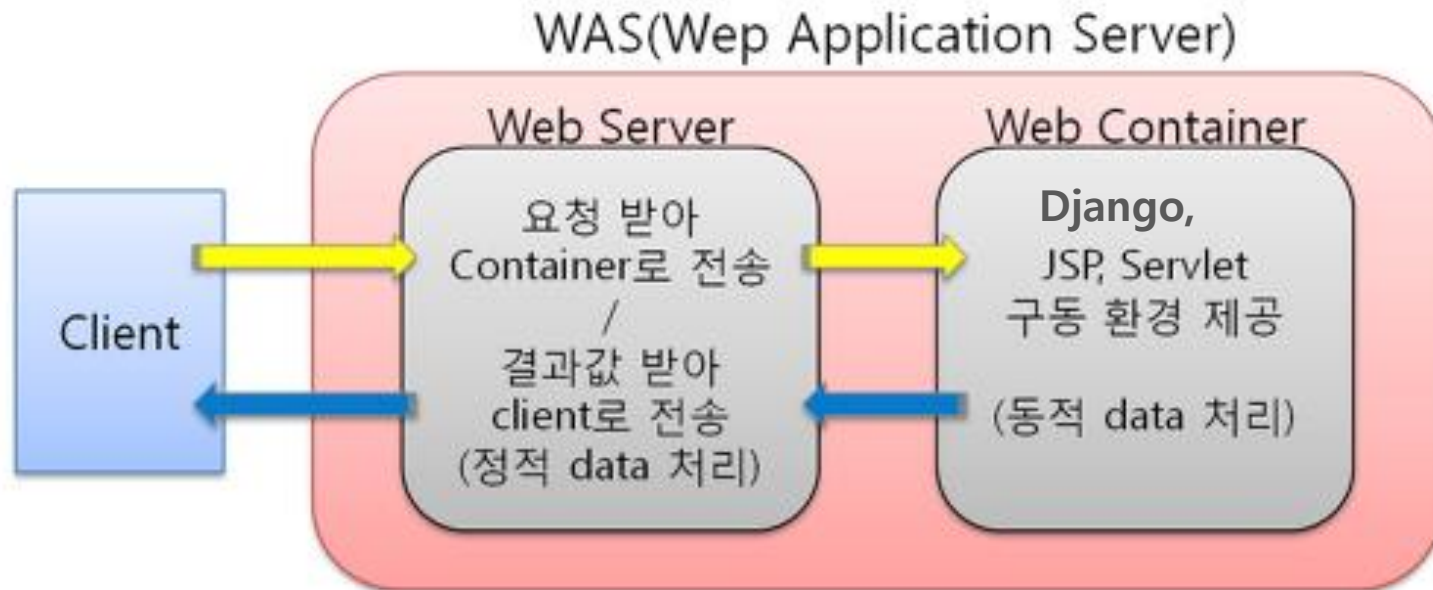 WAS(Wep Application Server)
Web Server
Web Container
Client
요청 받아
Container로 전송
/
결과값 받아
client로 전송
(정적 data 처리)
Django,
JSP, Servlet
구동 환경 제공
(동적 data 처리)